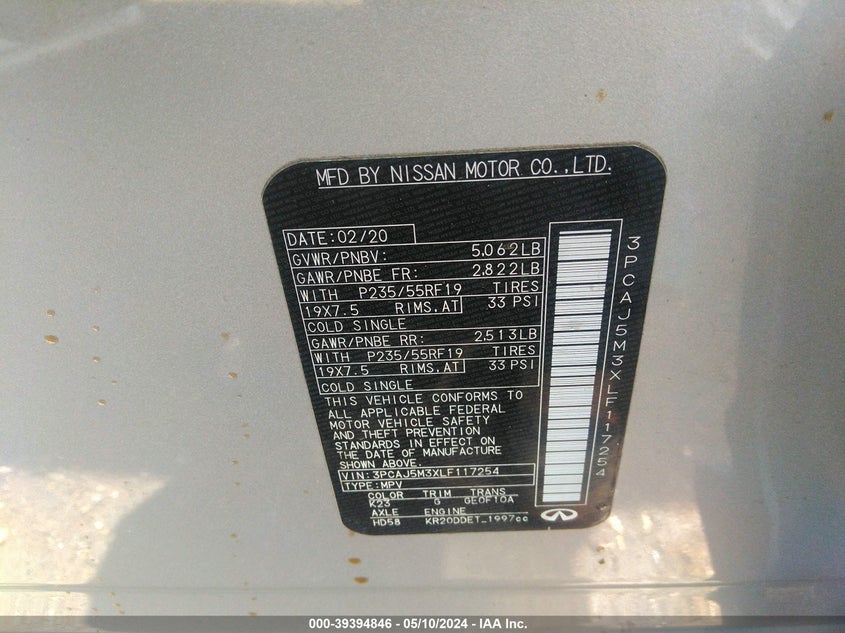 MFD BY NISSAN MOTOR CO.,LTD.
DATE:02/20
GVWR/PNBV: 5,062LB
GAWR/PNBE FR: 2,822LB
WITH P235/55RF19 TIRES
19X7.5 RIMS.AT 33 PSI
COLD SINGLE
GAWR/PNBE RR: 2,513LB
WITH P235/55RF19 TIRES
19X7.5 RIMS.AT 33 PSI
COLD SINGLE
THIS VEHICLE CONFORMS TO
ALL APPLICABLE FEDERAL
MOTOR VEHICLE SAFETY
AND THEFT PREVENTION
STANDARDS IN EFFECT ON
THE DATE OF MANUFACTURE
SHOWN ABOVE.
VIN:3PCAJ5M3XLF117254
TYPE:MPV
COLOR TRIM TRANS
K23 G GE0F10A
AXLE ENGINE
HD58 KR20DDET_1997cc
3PCAJ5M3XLF117254
000-39394846 - 05/10/2024 - IAA Inc.